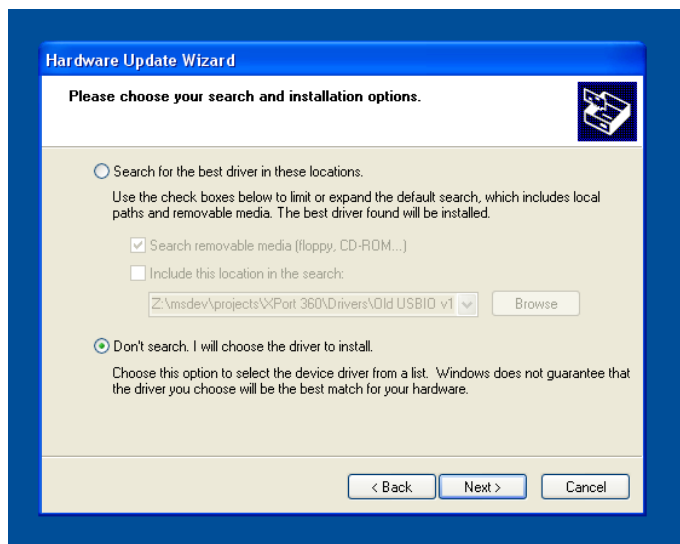 Hardware Update Wizard
Please choose your search and installation options.
Search for the best driver in these locations.
Use the check boxes below to limit or expand the default search, which includes local
paths and removable media. The best driver found will be installed.
Search removable media (floppy, CD-ROM...)
Include this location in the search:
Z:\msdev\projects\XPort 360\Drivers\Old USBIO v1
Browse
Don't search. I will choose the driver to install.
Choose this option to select the device driver from a list. Windows does not guarantee that
the driver you choose will be the best match for your hardware.
< Back Next > Cancel